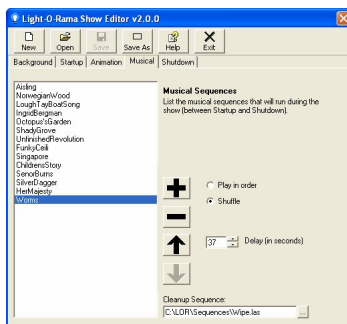 Light-O-Rama Show Editor v2.0.0
New Open Save Save As Help Exit
Background Startup Animation Musical Shutdown
Aisling
NorwegianWood
LoughTayBoatSong
IngridBergman
Octopus'sGarden
ShadyGrove
UnfinishedRevolution
FunkyCeili
Singapore
ChildrensStory
SenorBurns
SilverDagger
HerMajesty
Worms
Musical Sequences
List the musical sequences that will run during the
show (between Startup and Shutdown).
Play in order
Shuffle
37 Delay (in seconds)
Cleanup Sequence:
C:\LOR\Sequences\Wipe.las ...